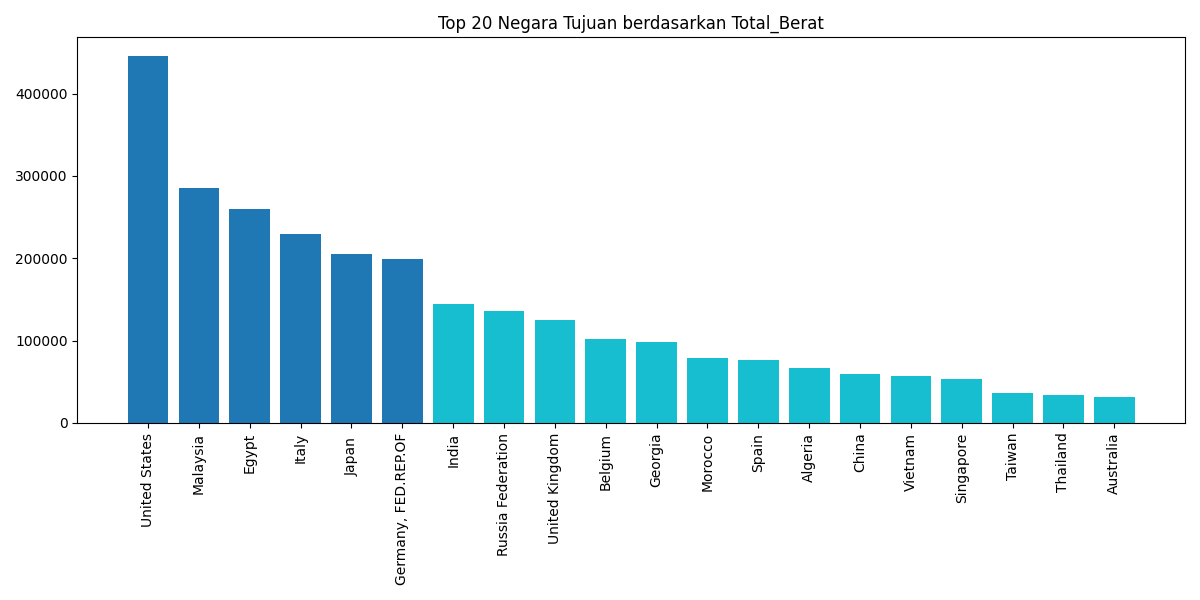 Top 20 Negara Tujuan berdasarkan Total_Berat
400000
300000
200000
100000
0
United States
Malaysia
Egypt
Italy
Japan
Germany, FED.REP.OF
India
Russia Federation
United Kingdom
Belgium
Georgia
Morocco
Spain
Algeria
China
Vietnam
Singapore
Taiwan
Thailand
Australia